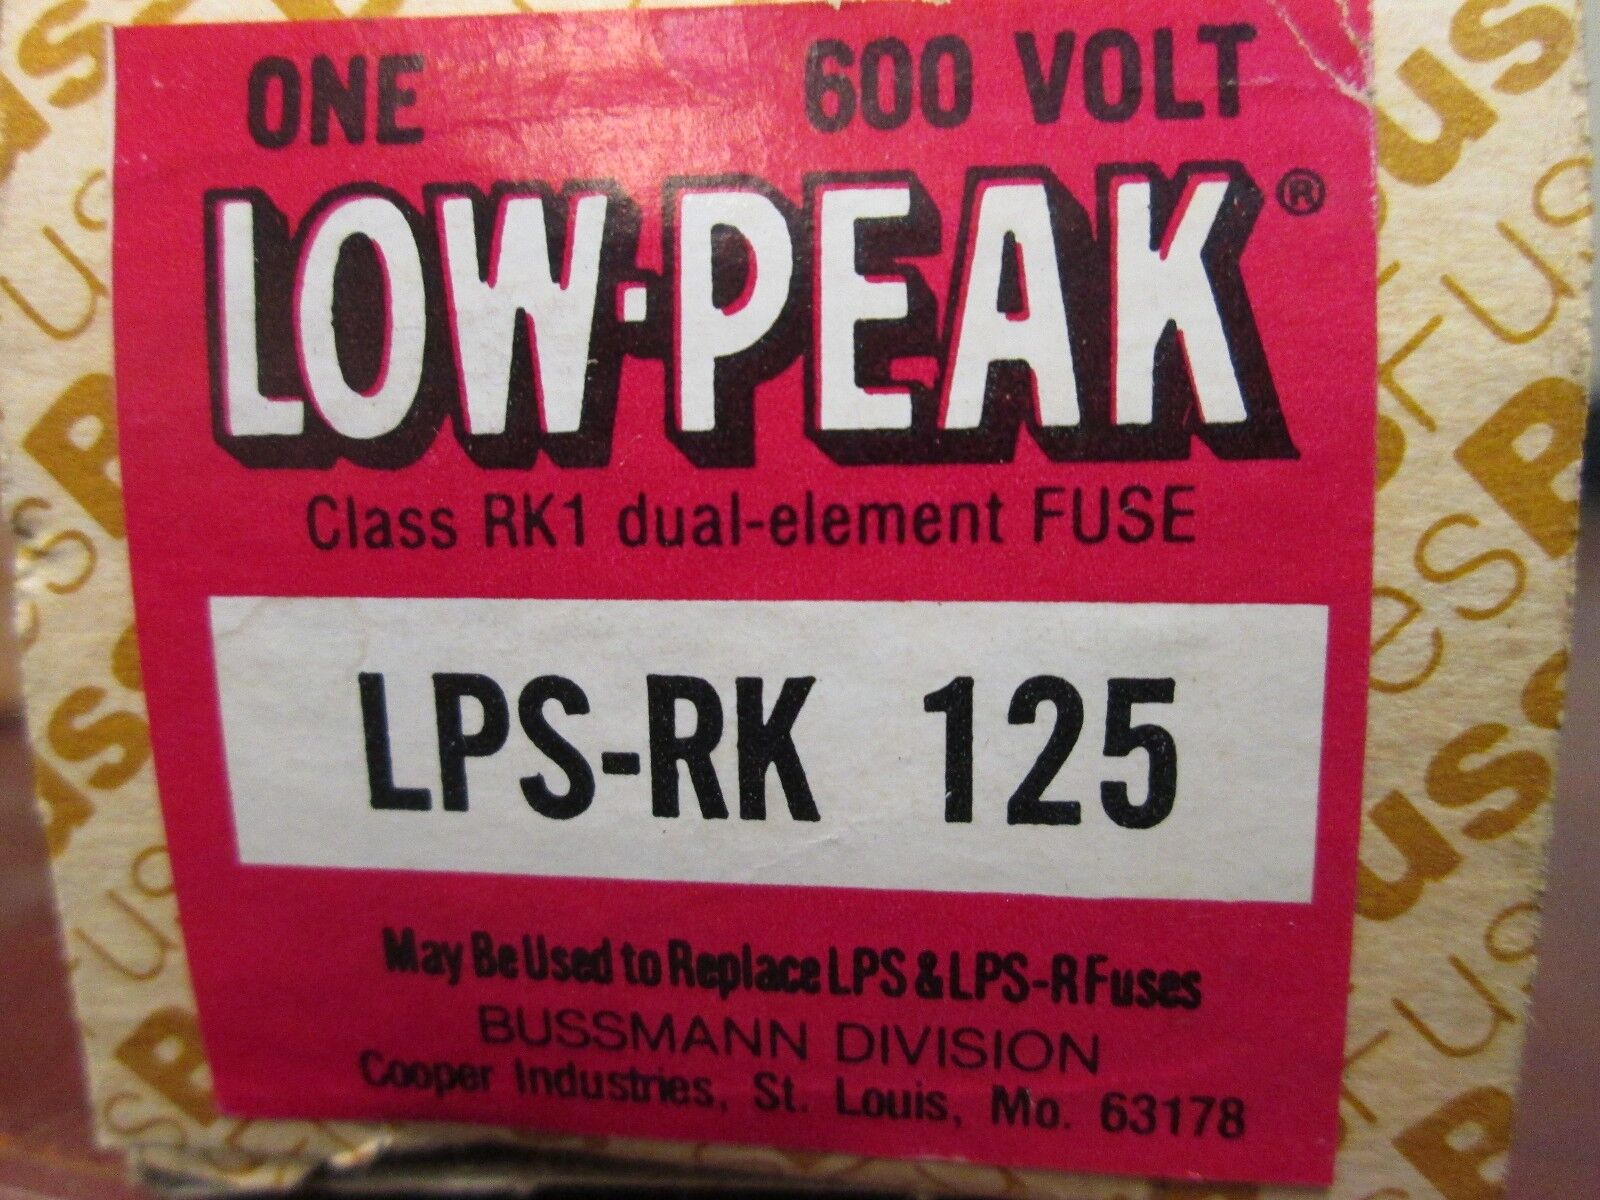 ONE 600 VOLT
LOW-PEAK®
Class RK1 dual-element FUSE
LPS-RK 125
May Be Used to Replace LPS & LPS-R Fuses
BUSSMANN DIVISION
Cooper Industries, St. Louis, Mo. 63178